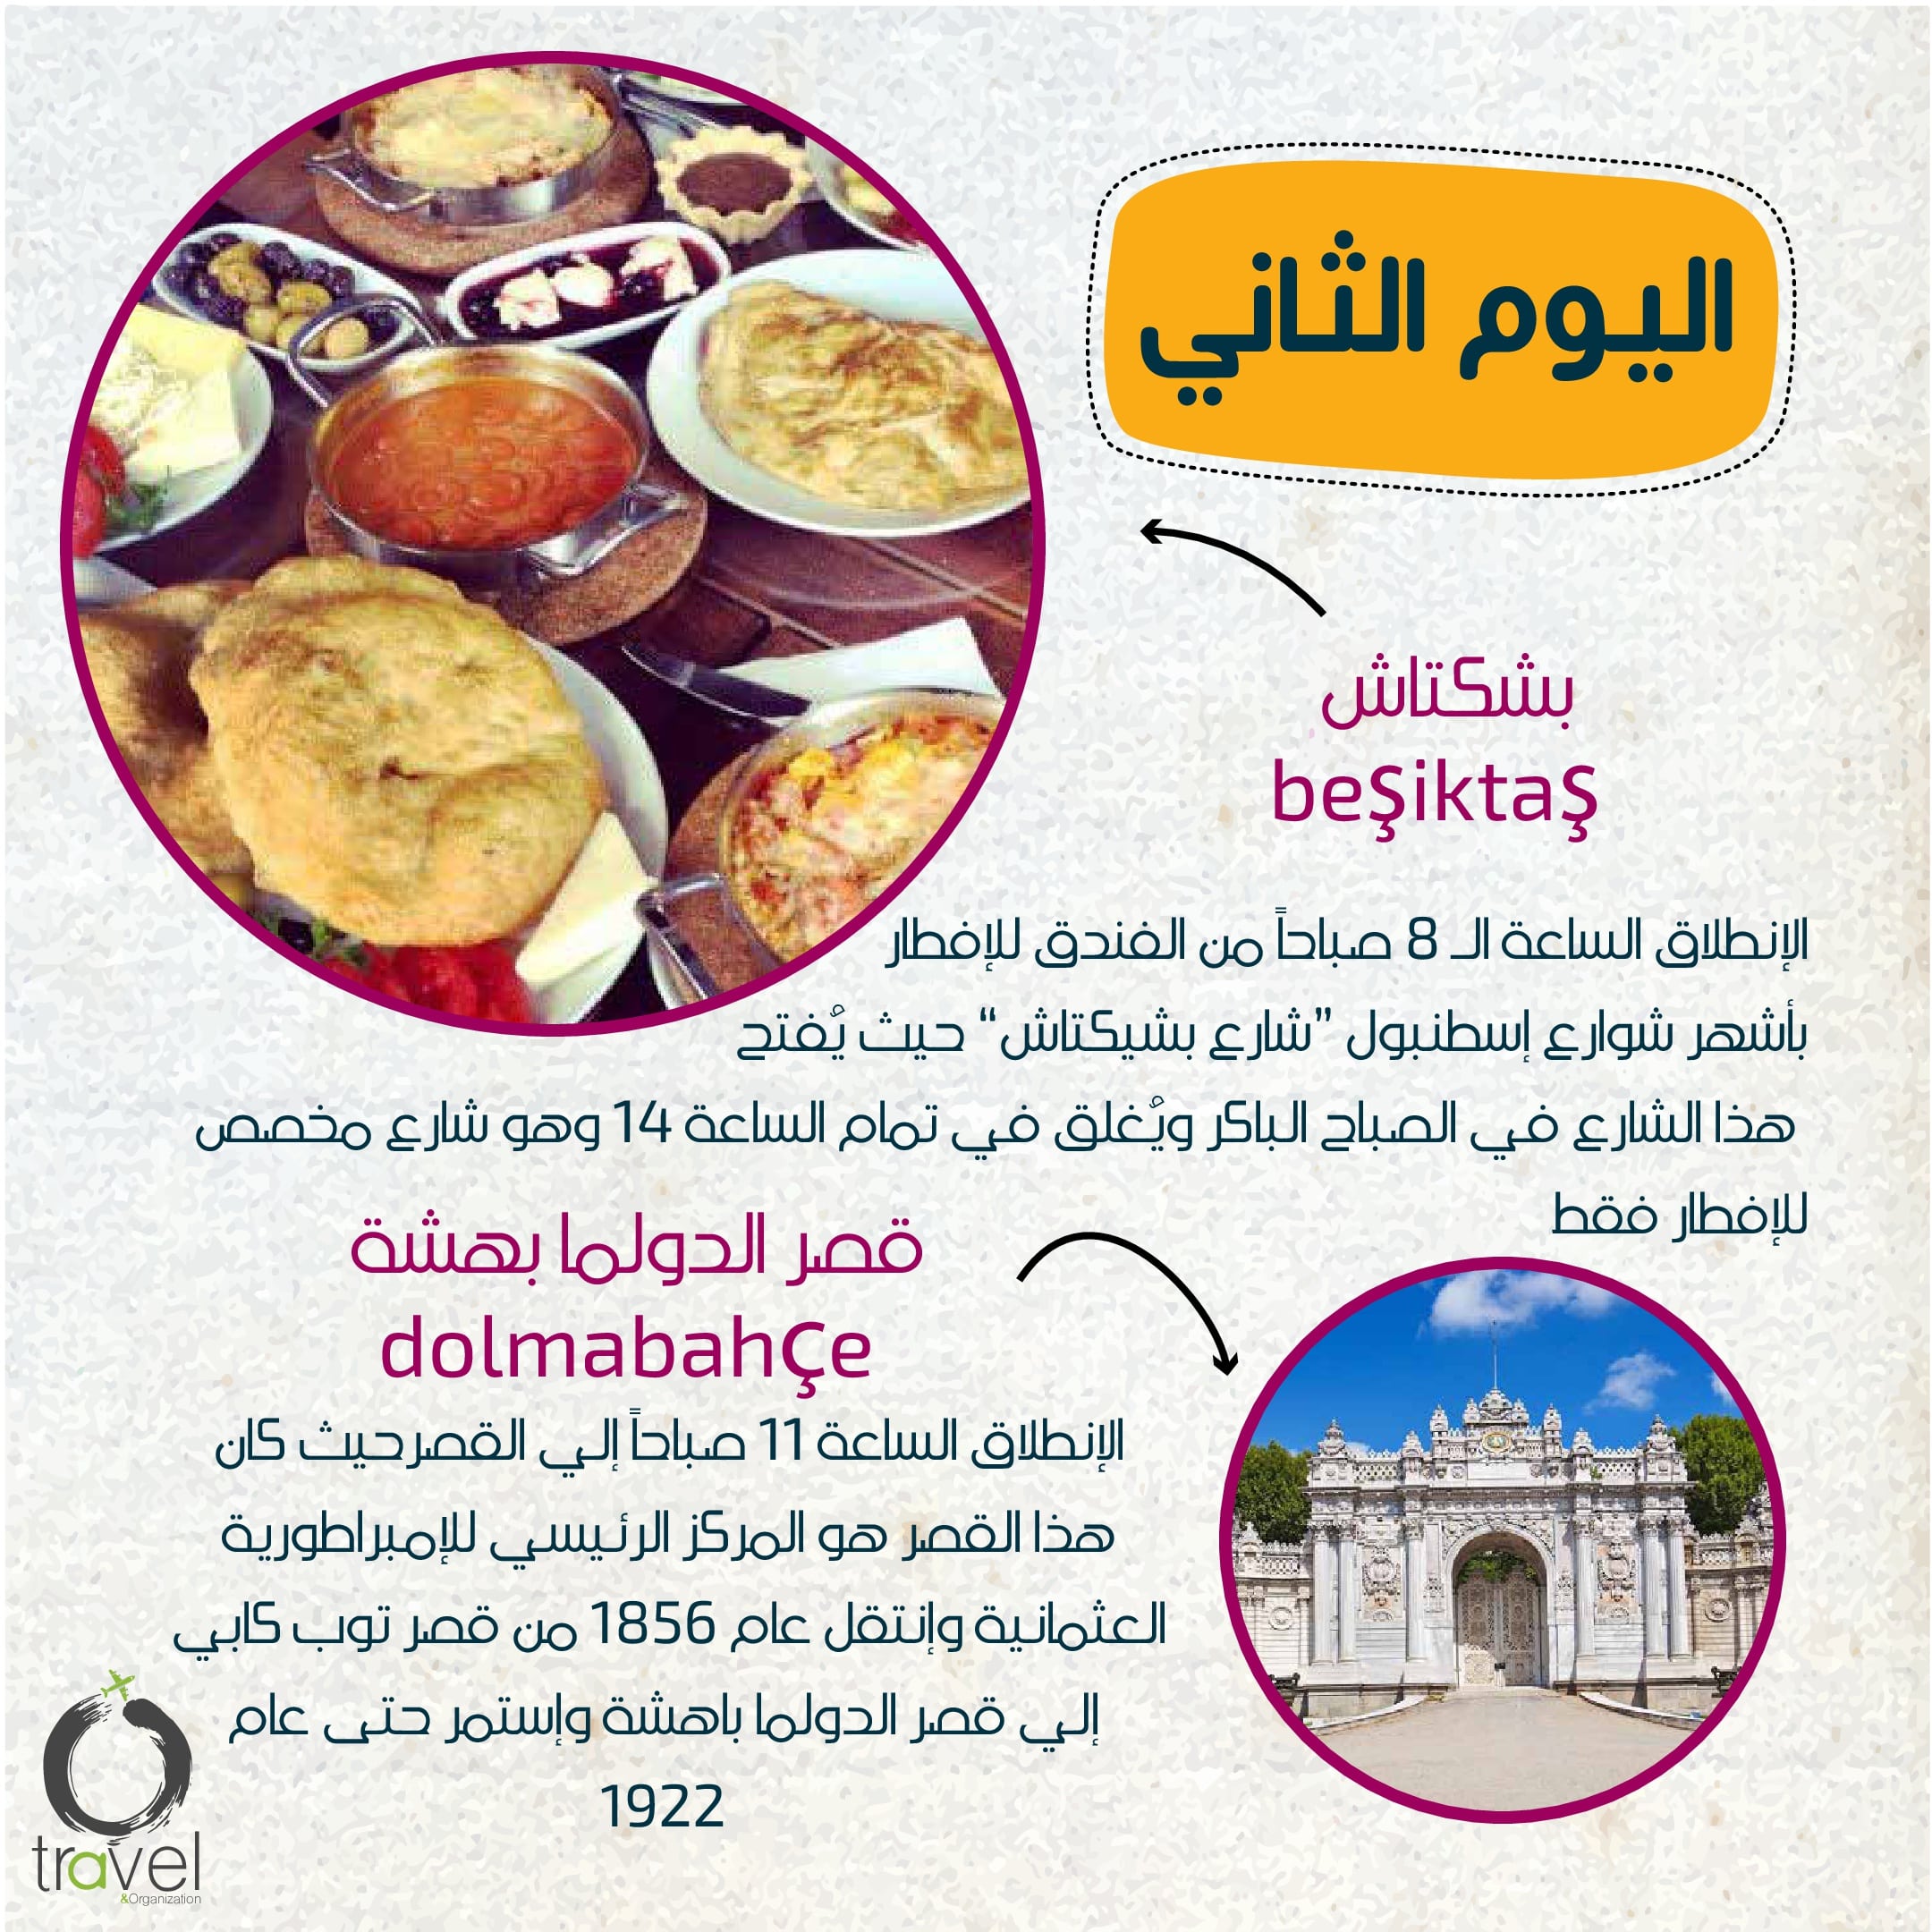 اليوم الثاني
بشكتاش
beşiktaş
الإنطلاق الساعة الـ 8 صباحاً من الفندق للإفطار
بأشهر شوارع إسطنبول ”شارع بشيكتاش“ حيث يُفتح
هذا الشارع في الصباح الباكر ويُغلق في تمام الساعة 14 وهو شارع مخصص
للإفطار فقط
قصر الدولما بهشة
dolmabahçe
الإنطلاق الساعة 11 صباحاً إلي القصرحيث كان
هذا القصر هو المركز الرئيسي للإمبراطورية
العثمانية وإنتقل عام 1856 من قصر توب كابي
إلي قصر الدولما باهشة وإستمر حتى عام
1922
travel
&Organization